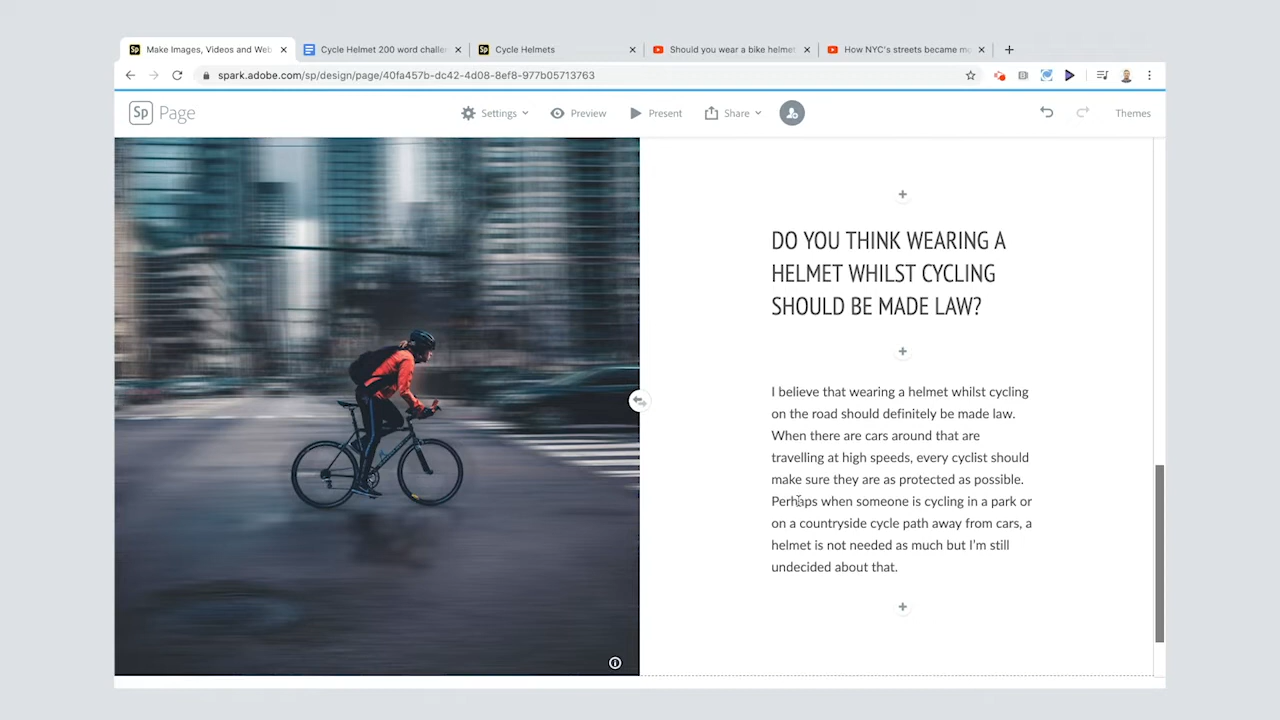 Make Images, Videos and Web
Cycle Helmet 200 word challe
Sp
Cycle Helmets
Should you wear a bike helmet
How NYC's streets became m
spark.adobe.com/sp/design/page/40fa457b-dc42-4d08-8ef8-977b05713763
Sp Page
Settings
Preview
Present
Share
Themes
DO YOU THINK WEARING A
HELMET WHILST CYCLING
SHOULD BE MADE LAW?
I believe that wearing a helmet whilst cycling
on the road should definitely be made law.
When there are cars around that are
travelling at high speeds, every cyclist should
make sure they are as protected as possible.
Perhaps when someone is cycling in a park or
on a countryside cycle path away from cars, a
helmet is not needed as much but I'm still
undecided about that.